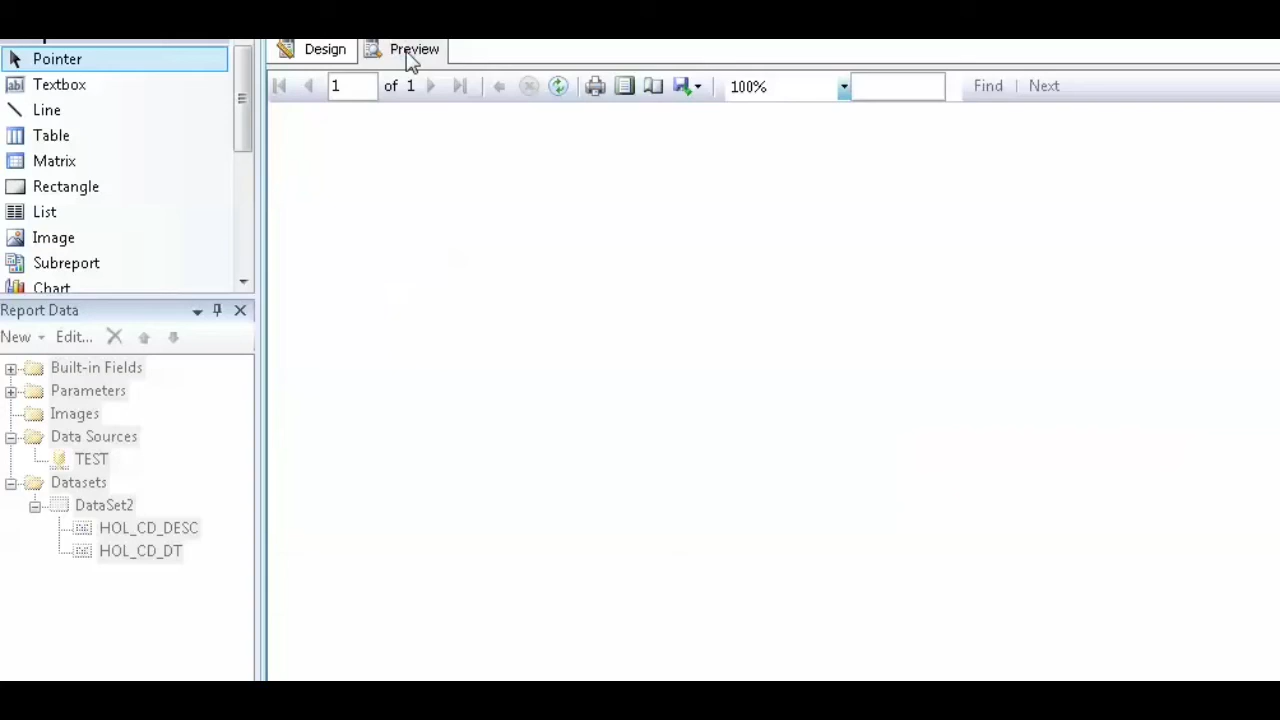 Design Preview
1 of 1 100% Find Next
Pointer
Textbox
Line
Table
Matrix
Rectangle
List
Image
Subreport
Chart
Report Data
New Edit...
Built-in Fields
Parameters
Images
Data Sources
TEST
Datasets
DataSet2
HOL_CD_DESC
HOL_CD_DT